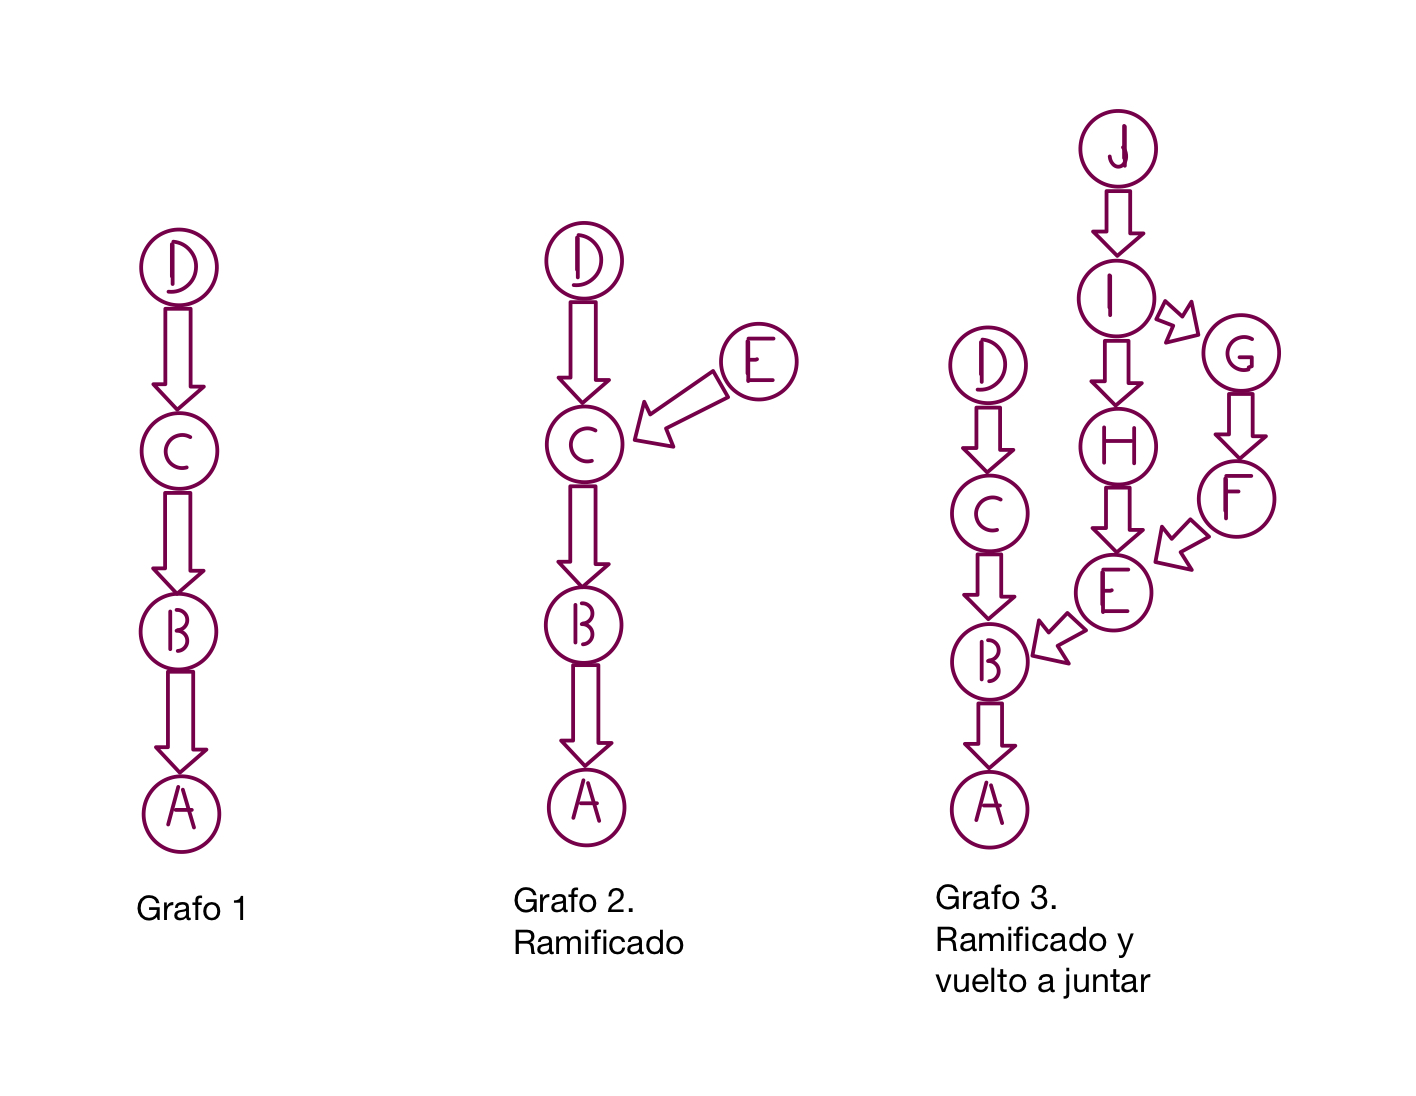 D
C
B
A
Grafo 1
D
E
C
B
A
Grafo 2.
Ramificado
J
I
G
D
H
F
C
E
B
A
Grafo 3.
Ramificado y
vuelto a juntar